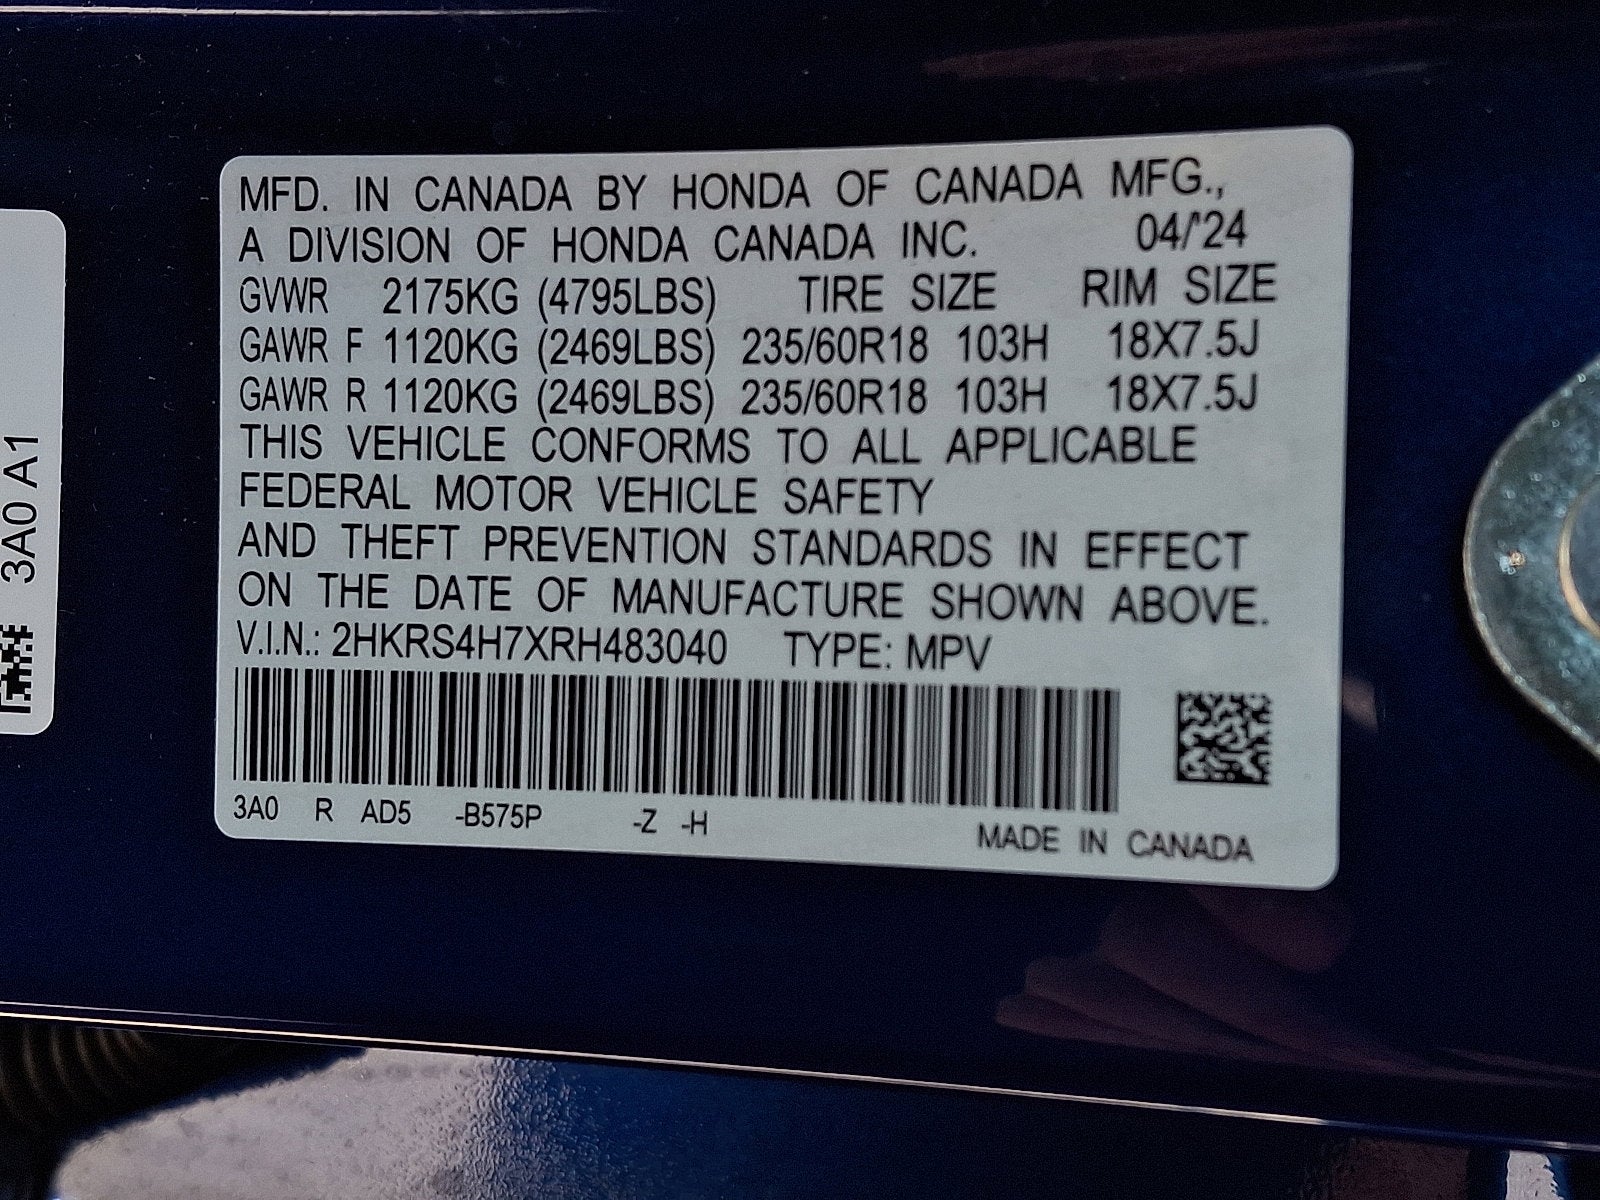 MFD. IN CANADA BY HONDA OF CANADA MFG.,
A DIVISION OF HONDA CANADA INC. 04/'24
GVWR 2175KG (4795LBS) TIRE SIZE RIM SIZE
GAWR F 1120KG (2469LBS) 235/60R18 103H 18X7.5J
GAWR R 1120KG (2469LBS) 235/60R18 103H 18X7.5J
THIS VEHICLE CONFORMS TO ALL APPLICABLE
FEDERAL MOTOR VEHICLE SAFETY
AND THEFT PREVENTION STANDARDS IN EFFECT
ON THE DATE OF MANUFACTURE SHOWN ABOVE.
V.I.N.: 2HKRS4H7XRH483040 TYPE: MPV
3A0 R AD5 -B575P -Z -H
MADE IN CANADA
3A0 A1